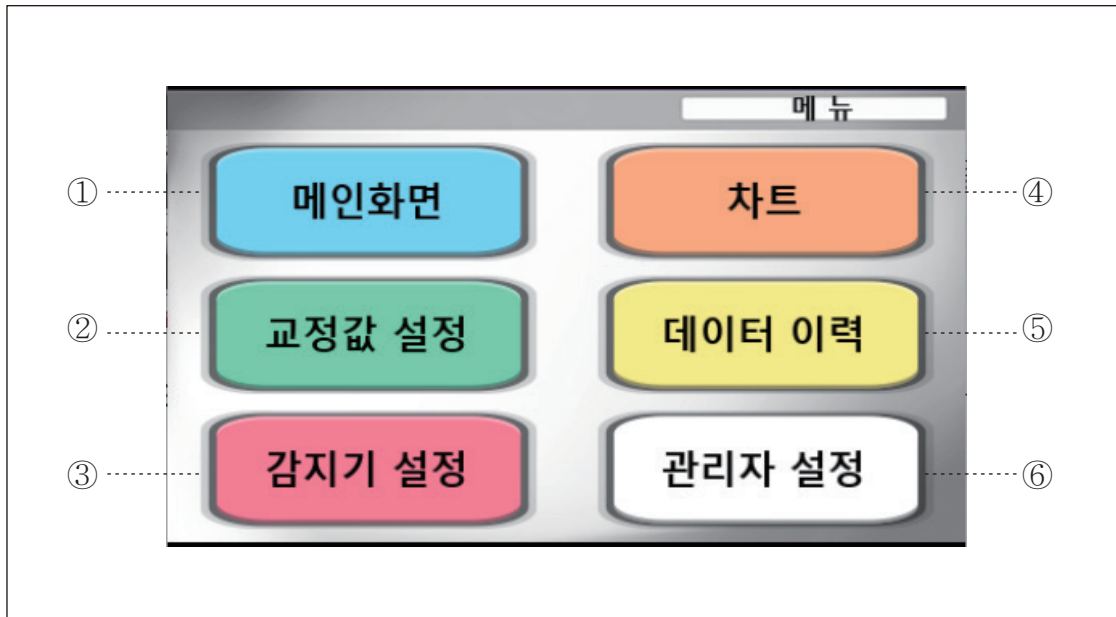 메 뉴
① 메인화면 차트 ④
② 교정값 설정 데이터 이력 ⑤
③ 감지기 설정 관리자 설정 ⑥